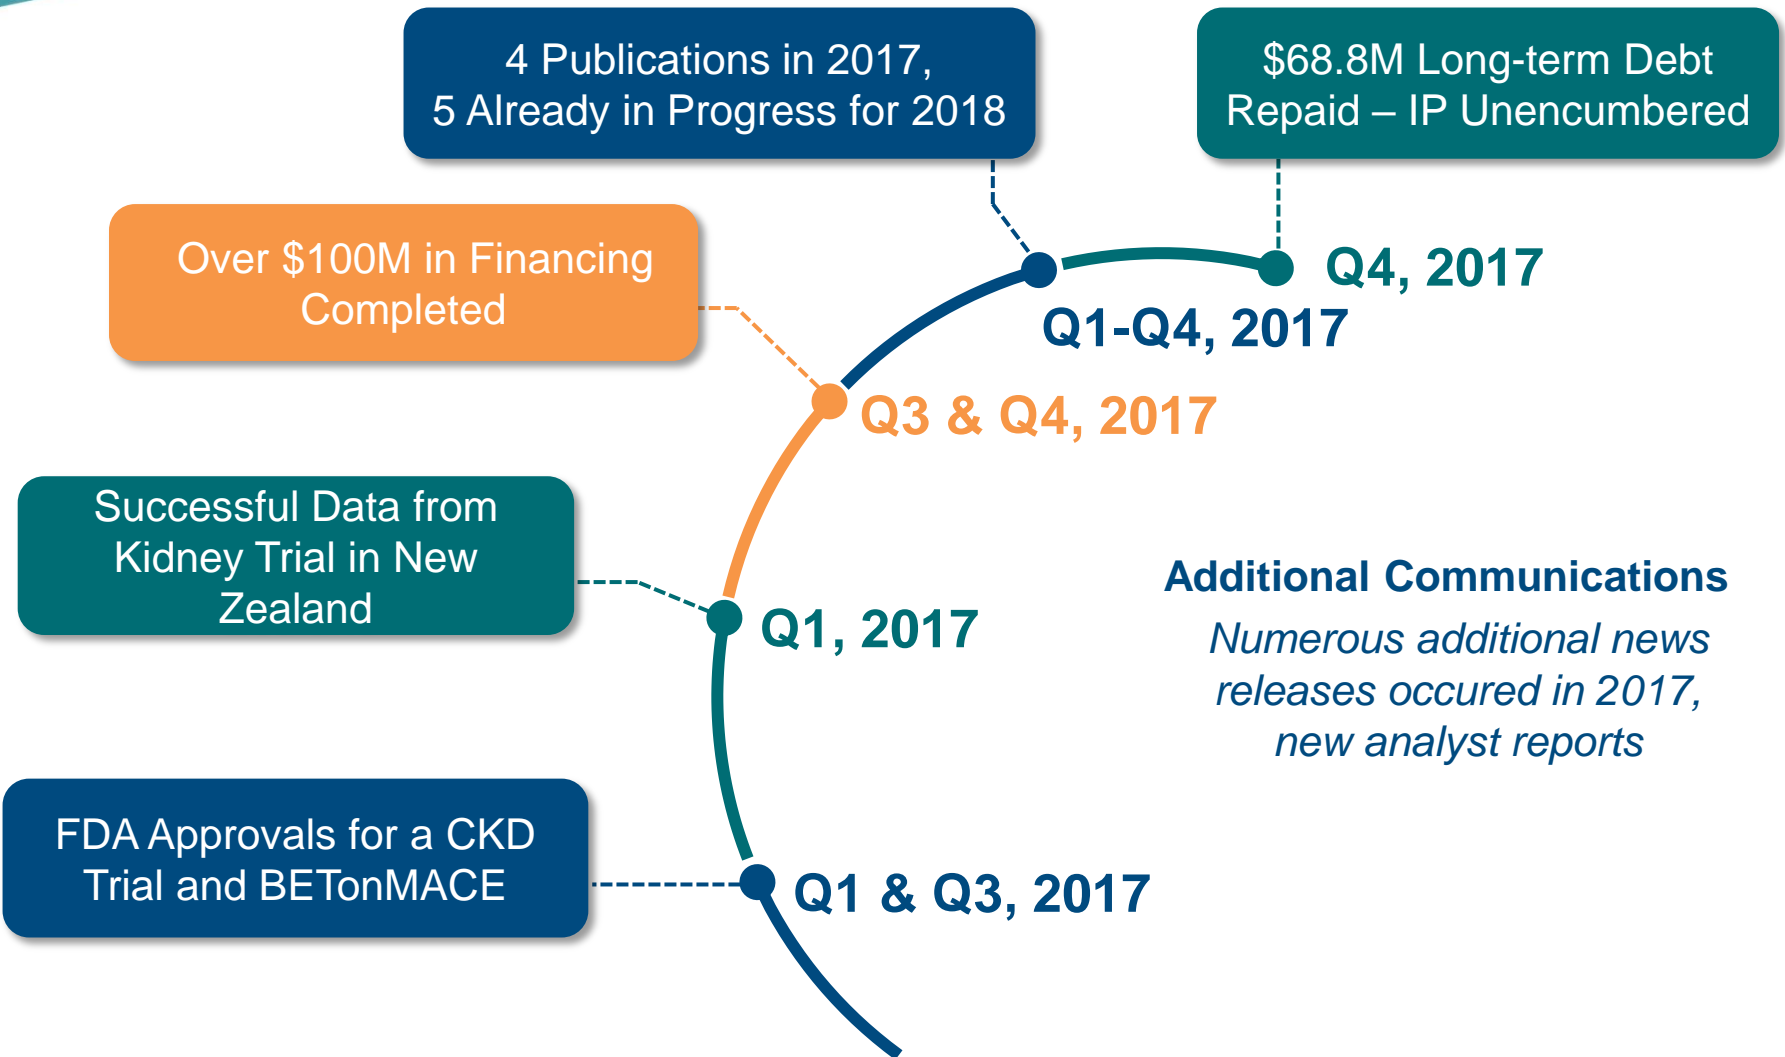 4 Publications in 2017,
5 Already in Progress for 2018
$68.8M Long-term Debt
Repaid – IP Unencumbered
Over $100M in Financing
Completed
Q4, 2017
Q1-Q4, 2017
Q3 & Q4, 2017
Successful Data from
Kidney Trial in New
Zealand
Q1, 2017
Additional Communications
Numerous additional news
releases occured in 2017,
new analyst reports
FDA Approvals for a CKD
Trial and BETonMACE
Q1 & Q3, 2017